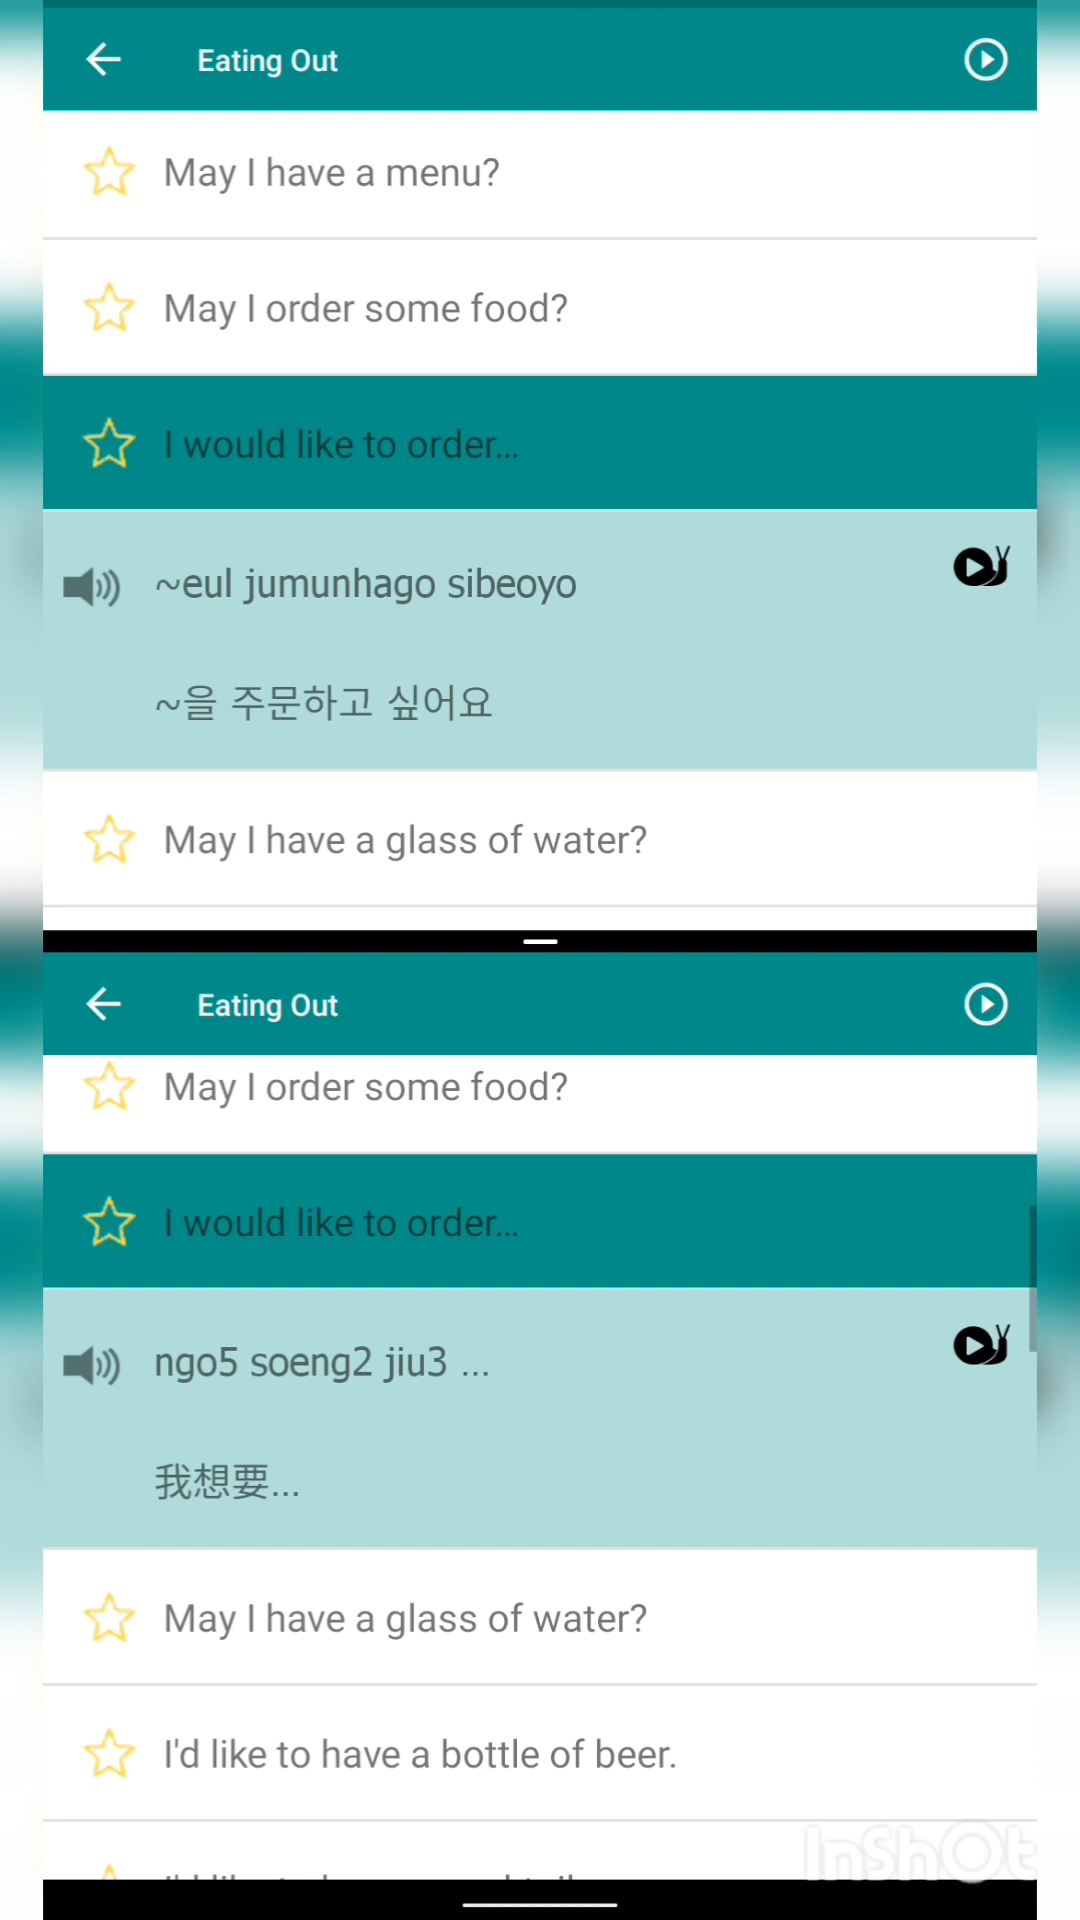 Eating Out
May I have a menu?
May I order some food?
I would like to order...
~eul jumunhago sibeoyo
~을 주문하고 싶어요
May I have a glass of water?
Eating Out
May I order some food?
I would like to order...
ngo5 soeng2 jiu3 ...
我想要...
May I have a glass of water?
I'd like to have a bottle of beer.
InShOt